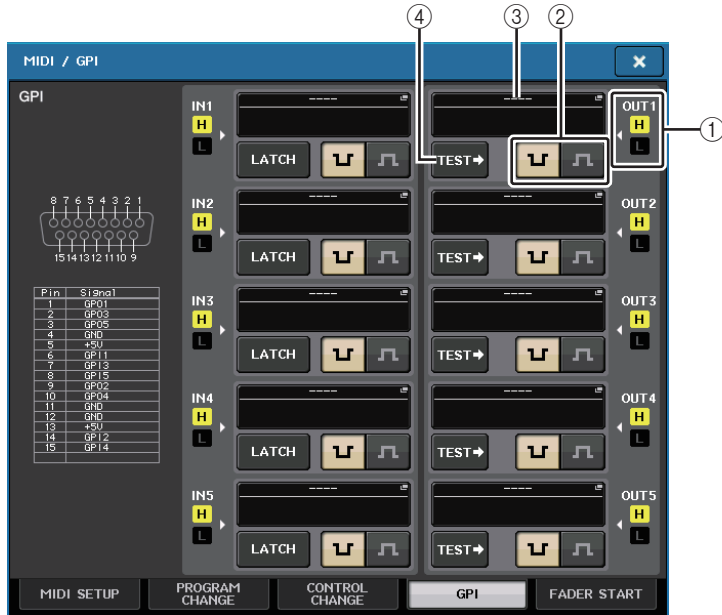 ④ ③ ②
MIDI / GPI ×
GPI
IN1 ---- ---- OUT1
H H ①
L L
LATCH TEST➔
8 7 6 5 4 3 2 1
15 14 13 12 11 10 9
IN2 ---- ---- OUT2
H H
L L
LATCH TEST➔
Pin Signal
1 GPO1
2 GPO3
3 GPO5
4 GND
5 +5V
6 GPI1
7 GPI3
8 GPI5
9 GPO2
10 GPO4
11 GND
12 GND
13 +5V
14 GPI2
15 GPI4
IN3 ---- ---- OUT3
H H
L L
LATCH TEST➔
IN4 ---- ---- OUT4
H H
L L
LATCH TEST➔
IN5 ---- ---- OUT5
H H
L L
LATCH TEST➔
MIDI SETUP PROGRAM CHANGE CONTROL CHANGE GPI FADER START